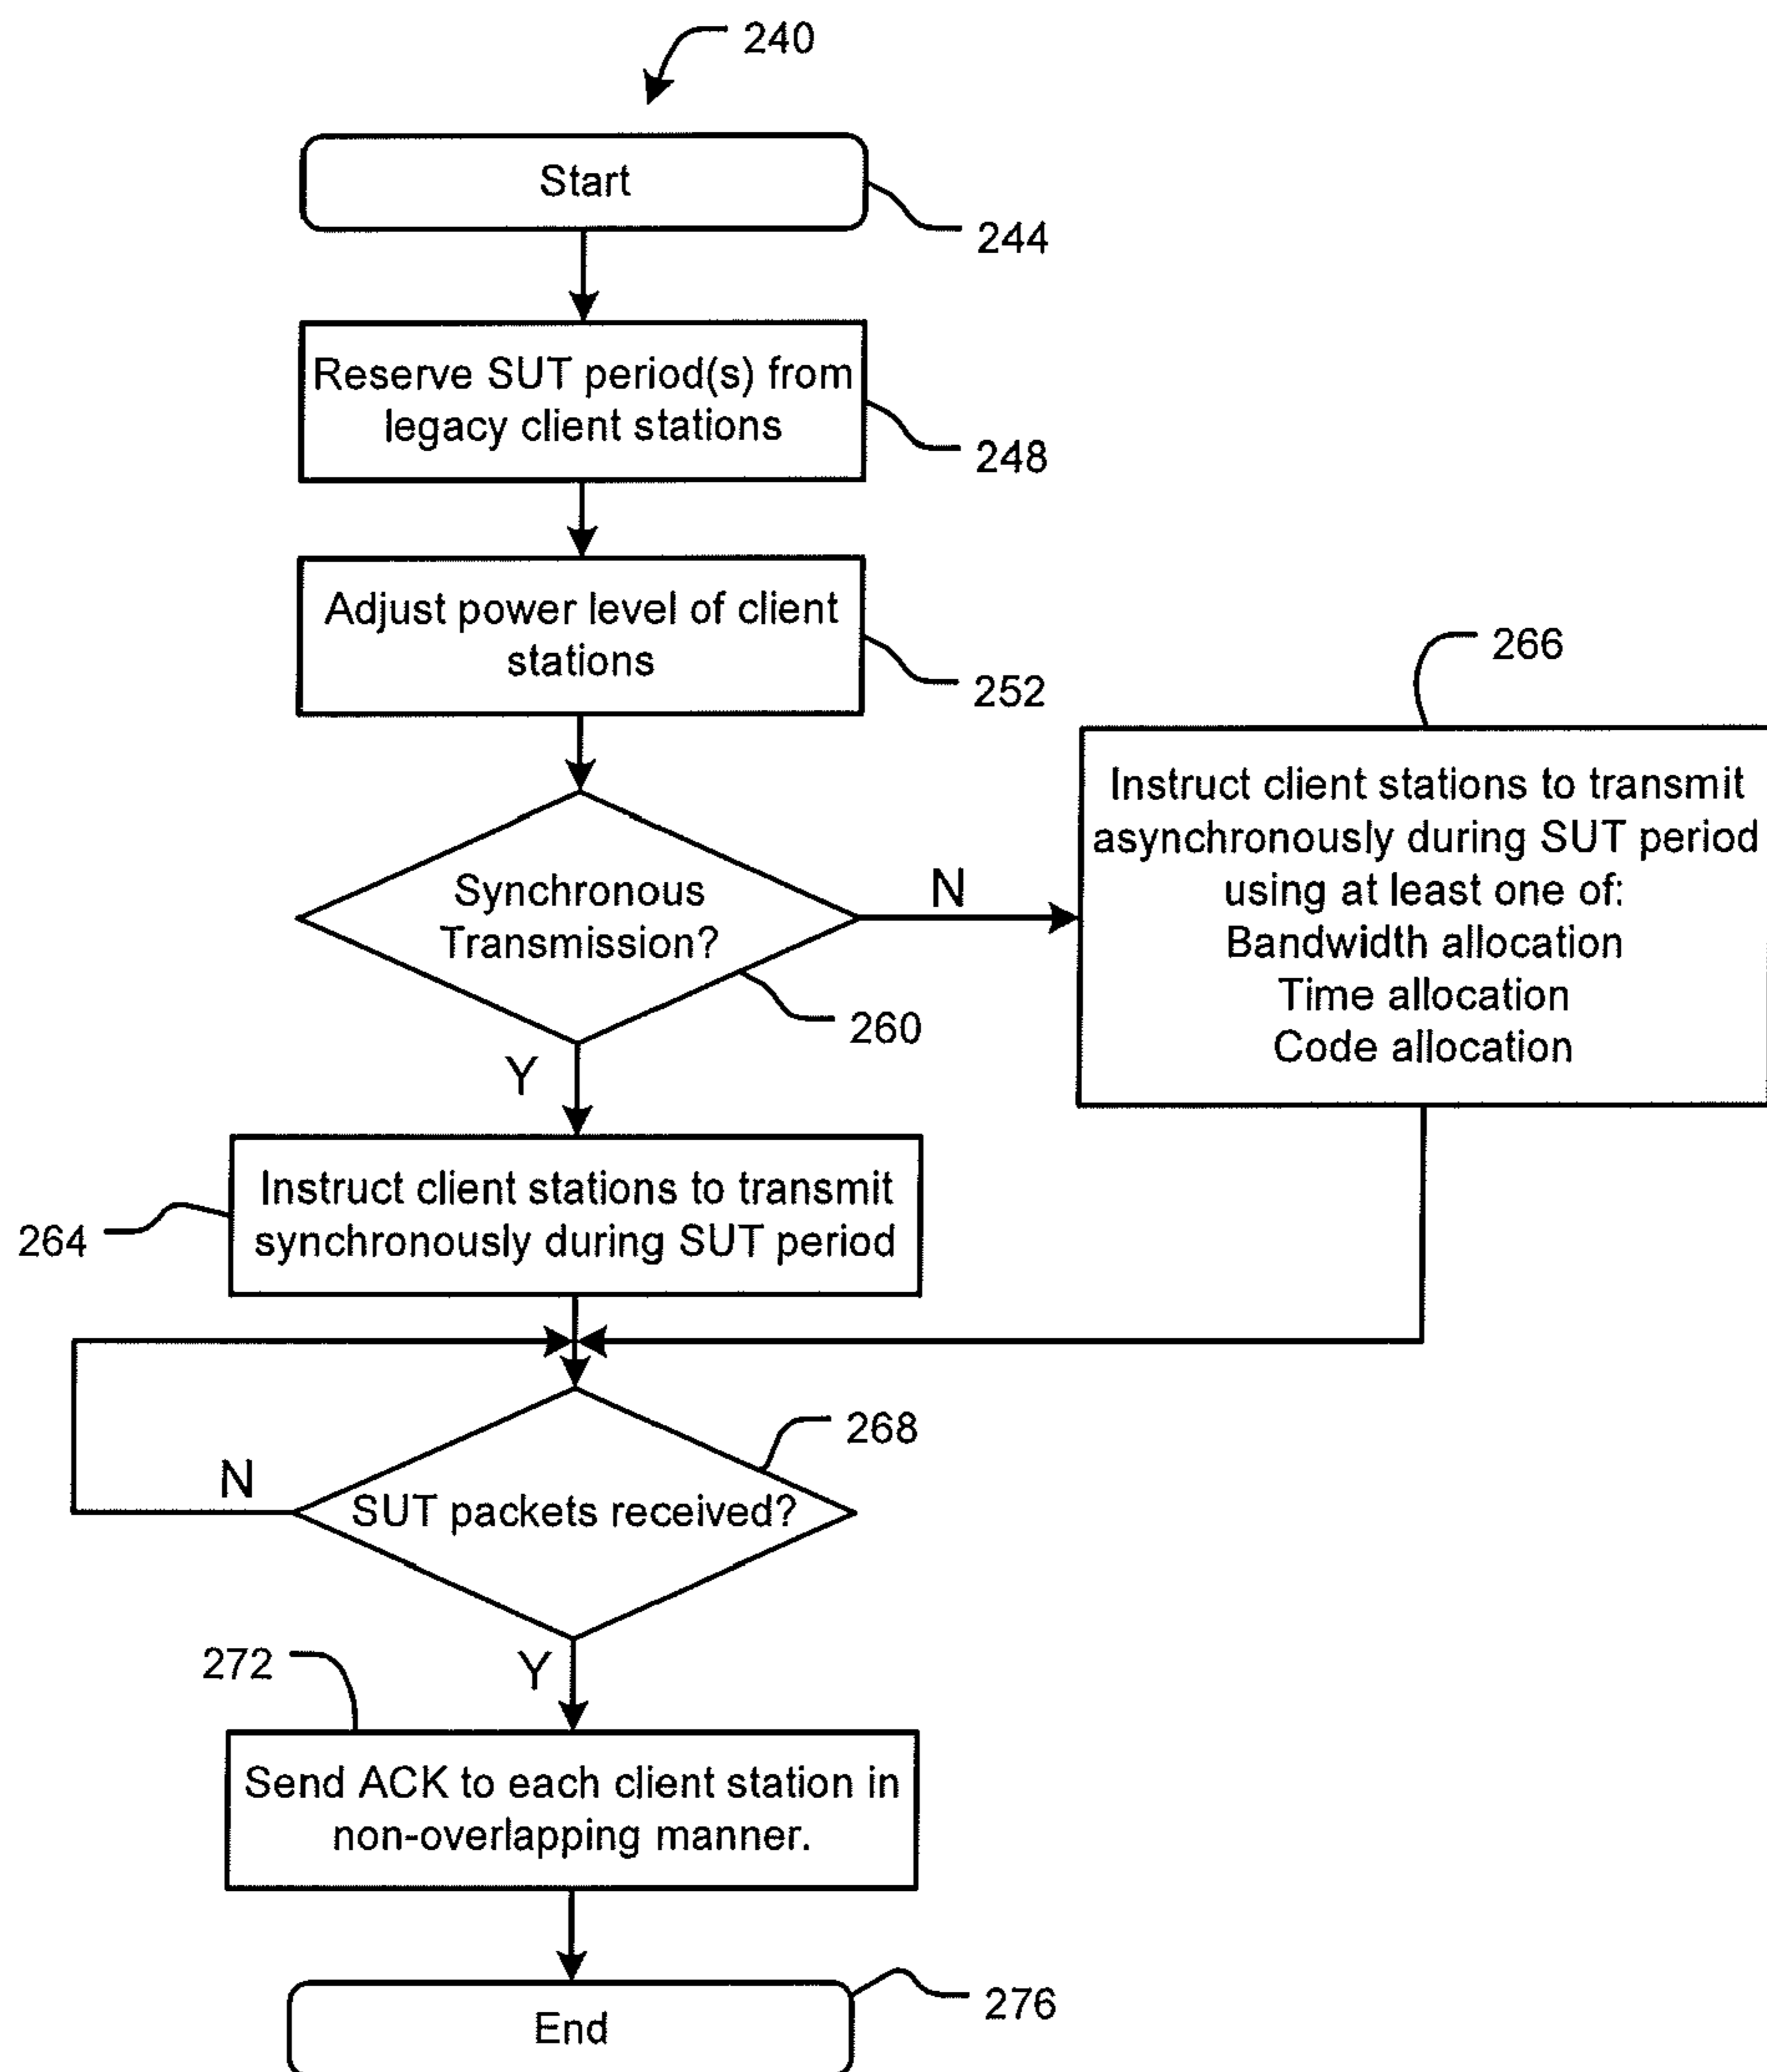 240
Start
244
Reserve SUT period(s) from
legacy client stations
248
Adjust power level of client
stations
252
266
Instruct client stations to transmit
asynchronously during SUT period
using at least one of:
Bandwidth allocation
Time allocation
Code allocation
Synchronous
Transmission?
N
260
Y
Instruct client stations to transmit
synchronously during SUT period
264
268
N
SUT packets received?
Y
272
Send ACK to each client station in
non-overlapping manner.
End
276